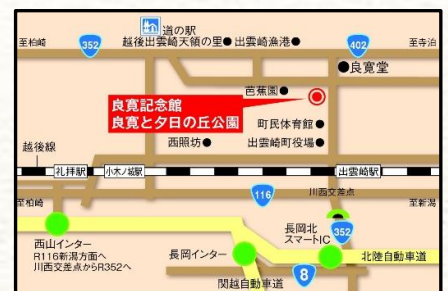 道の駅
越後出雲崎天領の里
出雲崎漁港
至柏崎
352
402
至寺泊
良寛堂
芭蕉園
良寛記念館
良寛と夕日の丘公園
町民体育館
西照坊
出雲崎町役場
越後線
礼拝駅
小木ノ城駅
出雲崎駅
至柏崎
116
川西交差点
至新潟
西山インター
R116新潟方面へ
川西交差点からR352へ
長岡インター
長岡北
スマートIC
352
北陸自動車道
関越自動車道
8